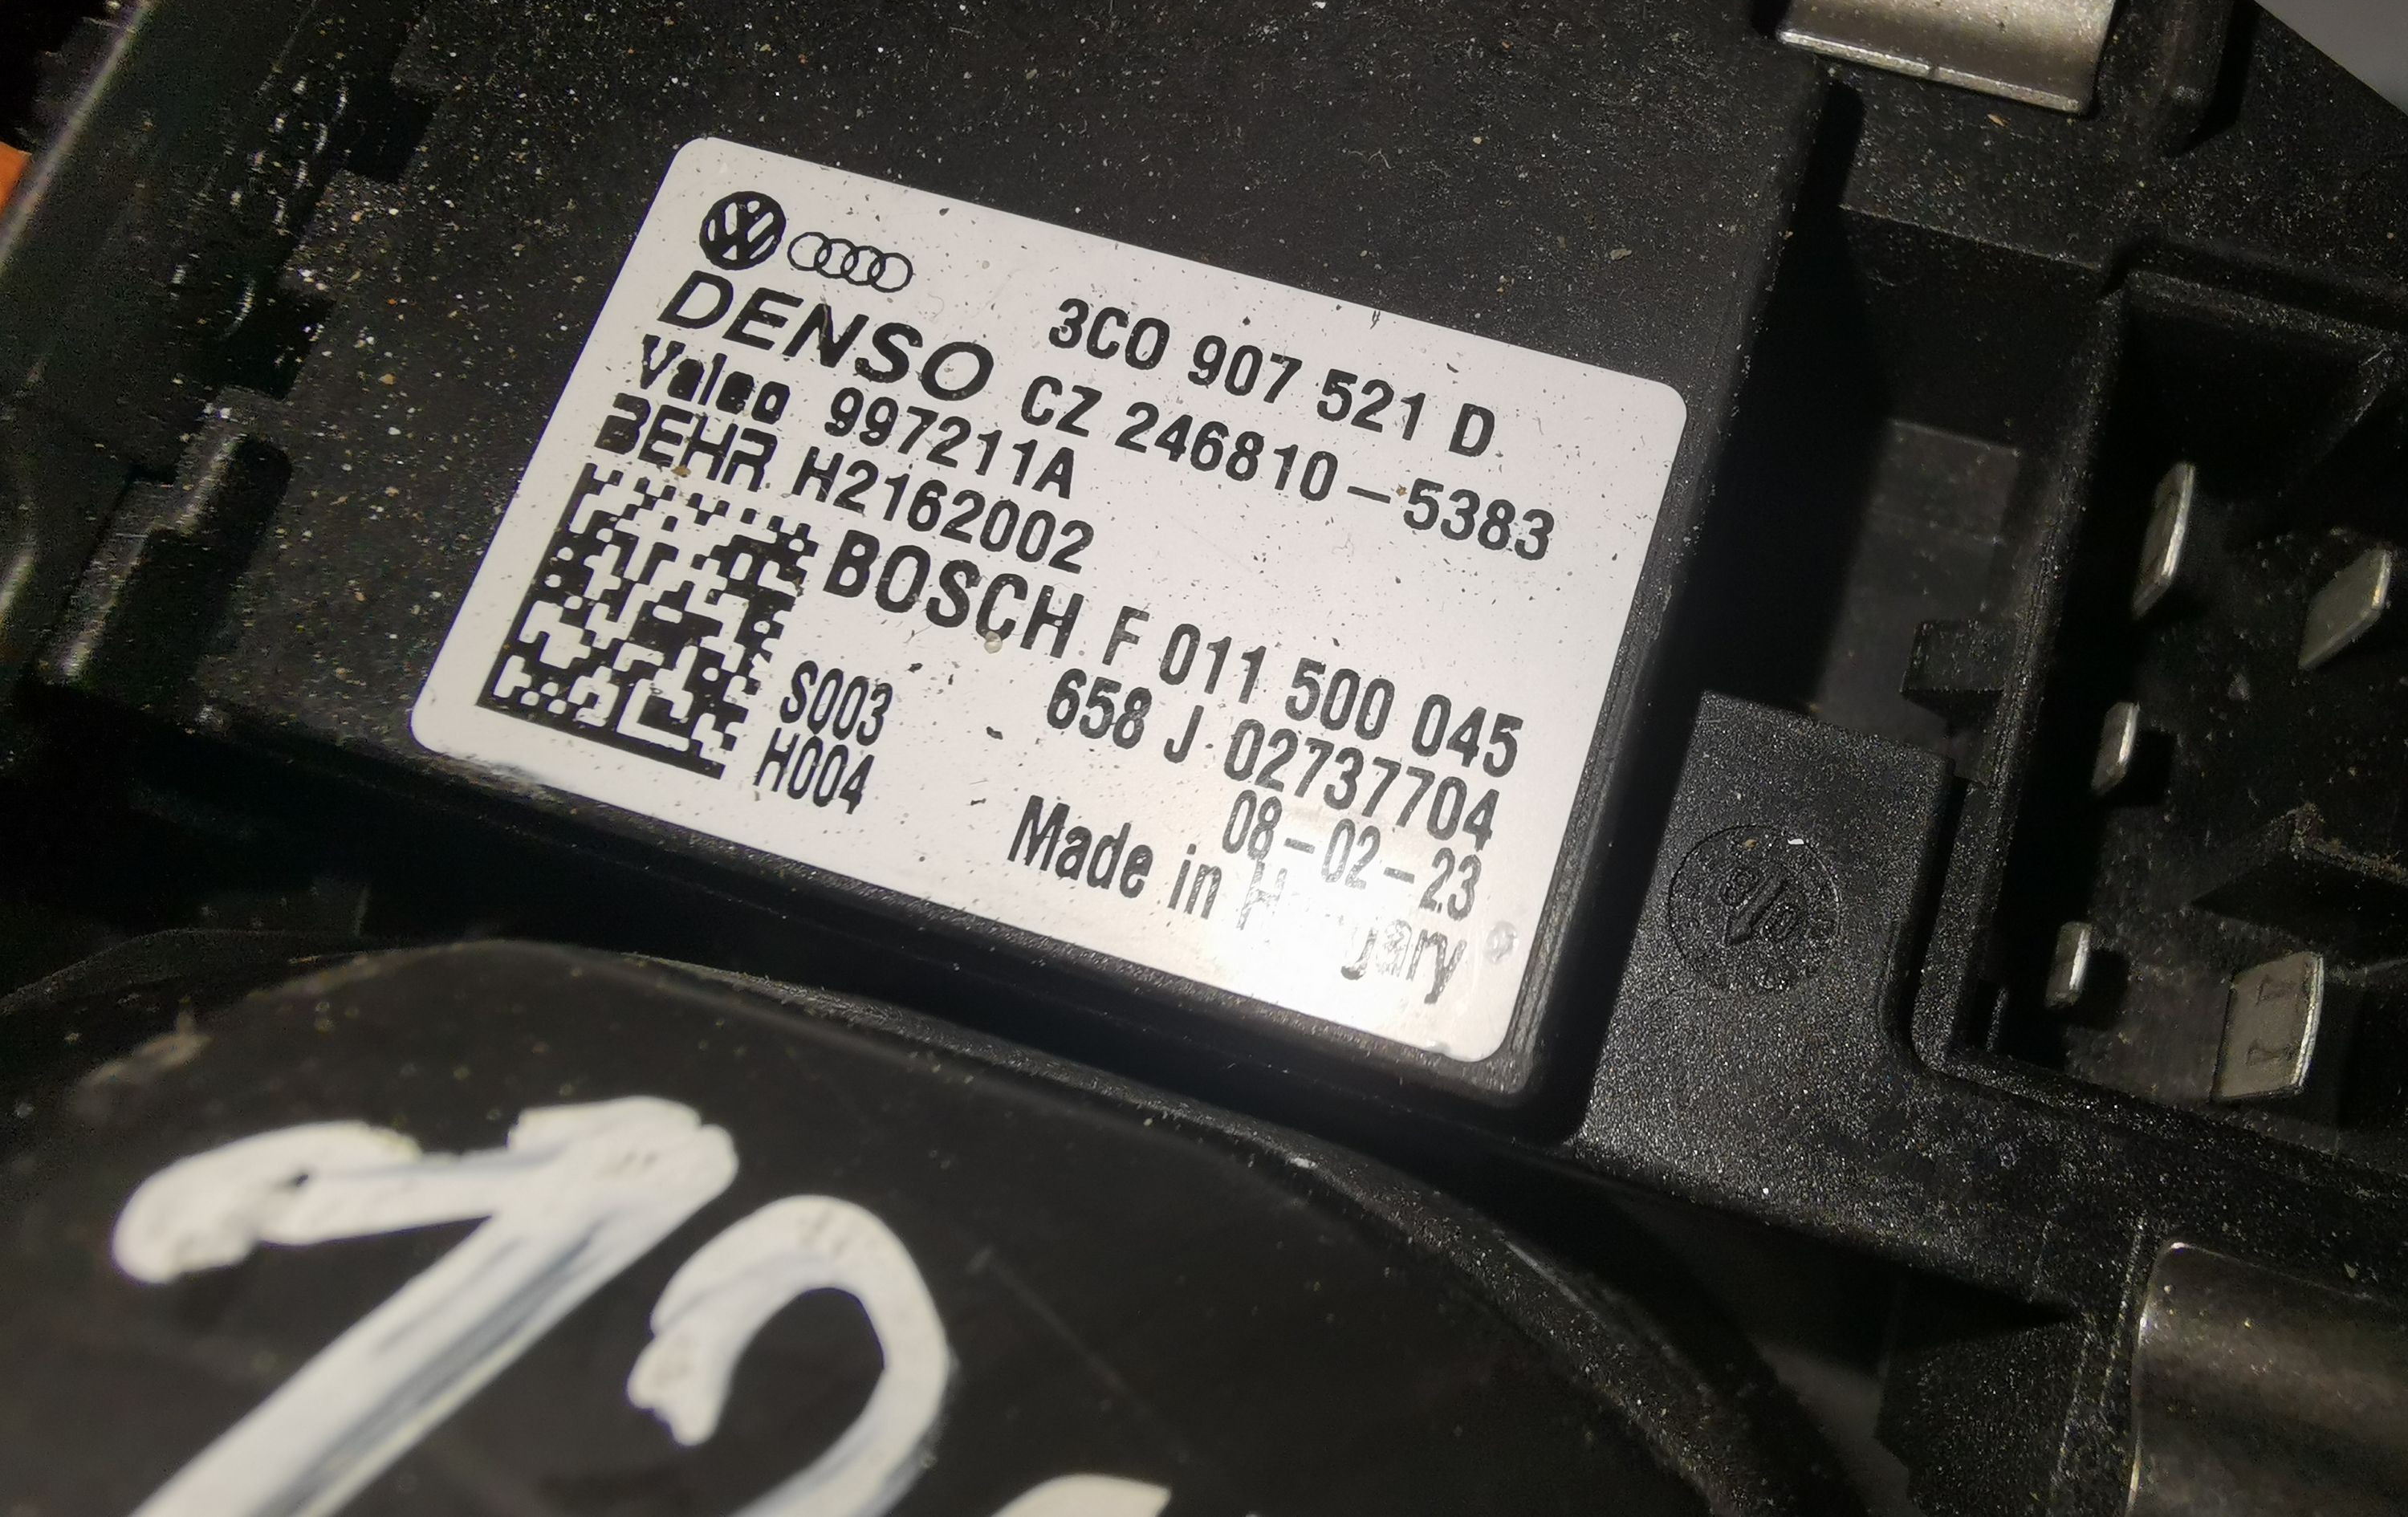 3C0 907 521 D
DENSO CZ 246810-5383
Valeo 997211A
BEHR H2162002
BOSCH F 011 500 045
658 J 02737704
S003
08-02-23
H004
Made in